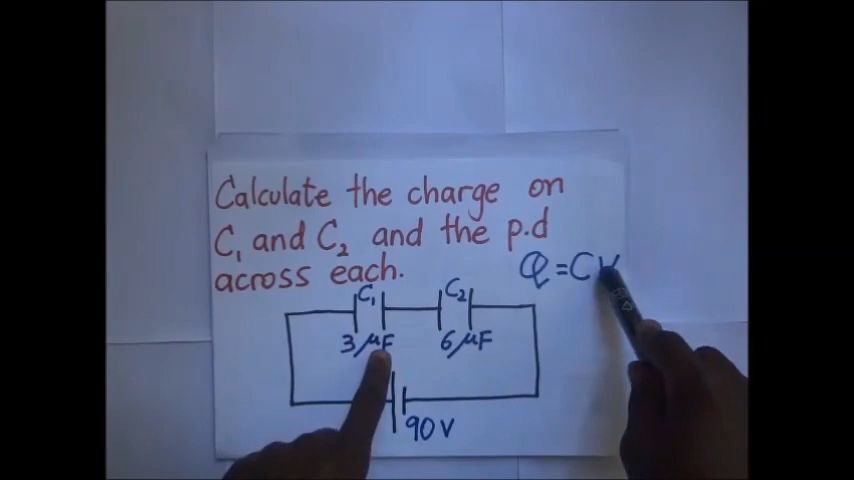 Calculate the charge on
C₁ and C₂ and the p.d
across each.
Q=CV
C₁ C₂
3μF 6μF
90V